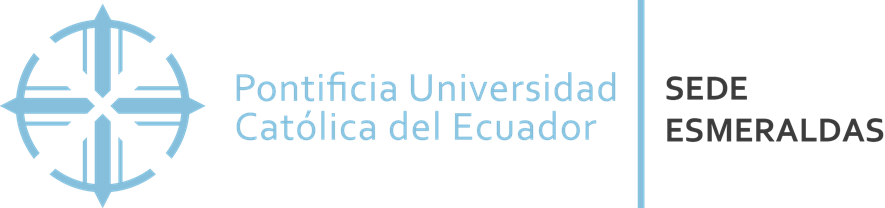 Pontificia Universidad
Católica del Ecuador
SEDE
ESMERALDAS